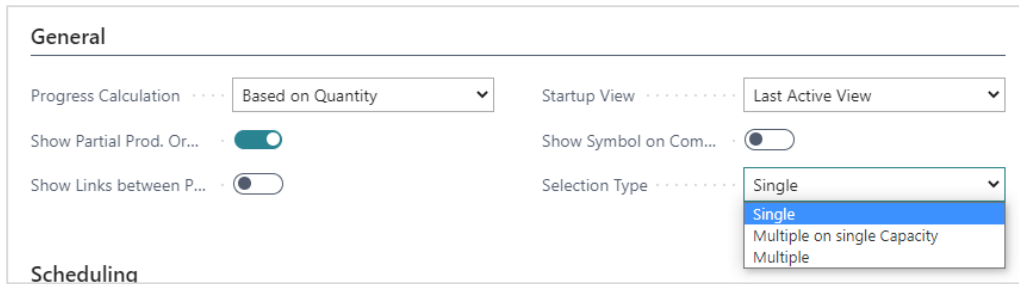 General
Progress Calculation Based on Quantity
Startup View Last Active View
Show Partial Prod. Or...
Show Symbol on Com...
Show Links between P...
Selection Type Single
Single
Multiple on single Capacity
Multiple
Scheduling